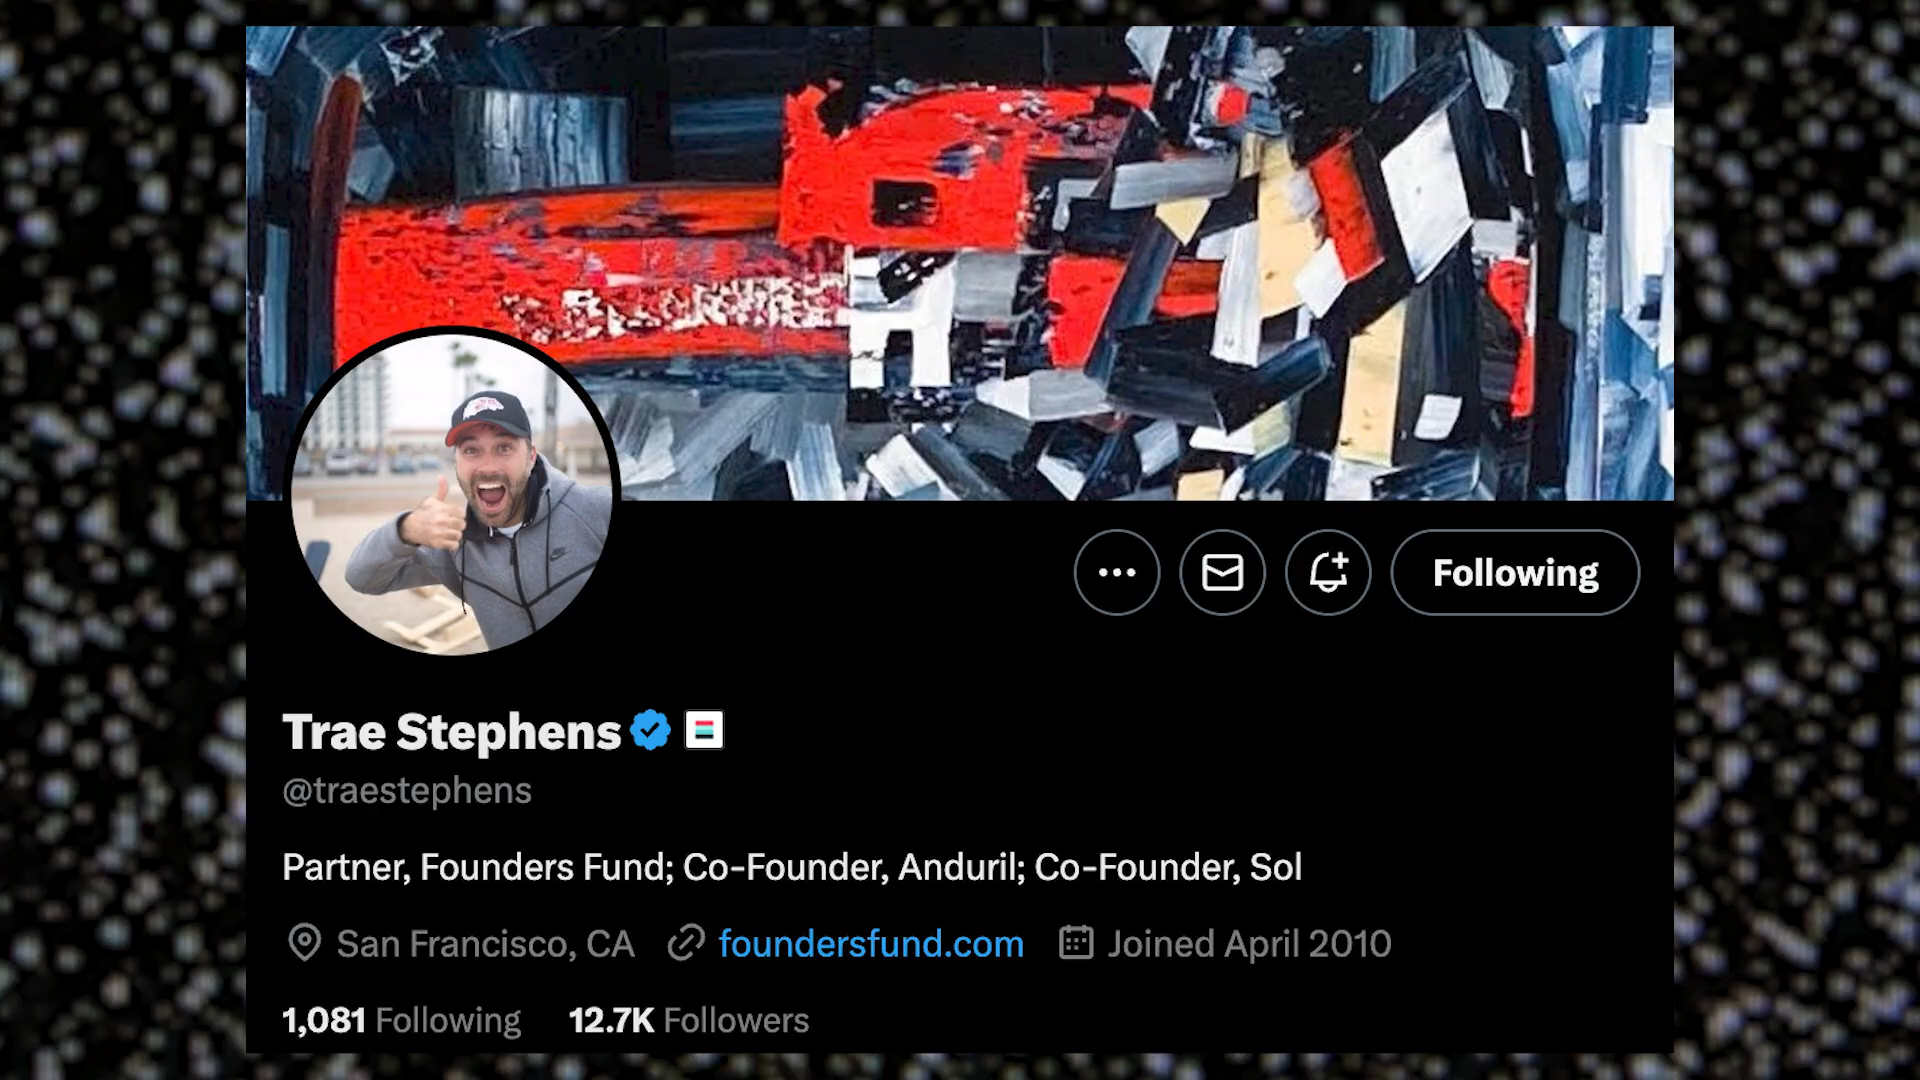 Following
Trae Stephens
@traestephens
Partner, Founders Fund; Co-Founder, Anduril; Co-Founder, Sol
San Francisco, CA foundersfund.com Joined April 2010
1,081 Following 12.7K Followers